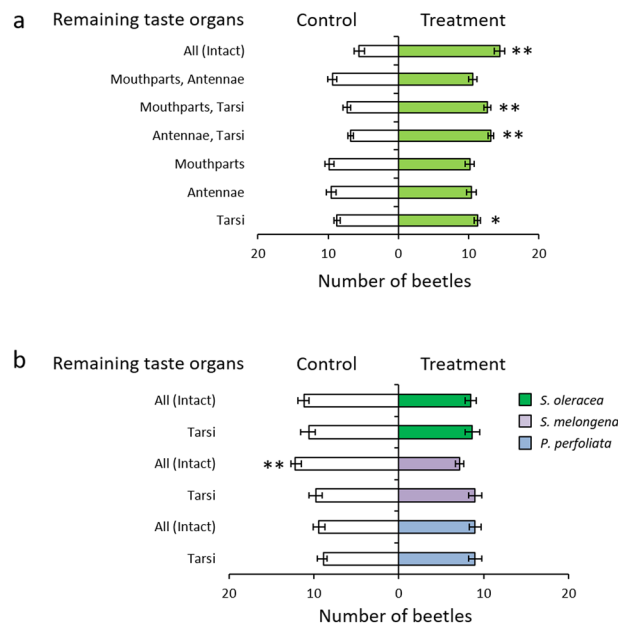 a
Remaining taste organs Control Treatment
All (Intact) **
Mouthparts, Antennae
Mouthparts, Tarsi **
Antennae, Tarsi **
Mouthparts
Antennae
Tarsi *
20 10 0 10 20
Number of beetles
b
Remaining taste organs Control Treatment
All (Intact) S. oleracea
Tarsi S. melongena
P. perfoliata
All (Intact) **
Tarsi
All (Intact)
Tarsi
20 10 0 10 20
Number of beetles